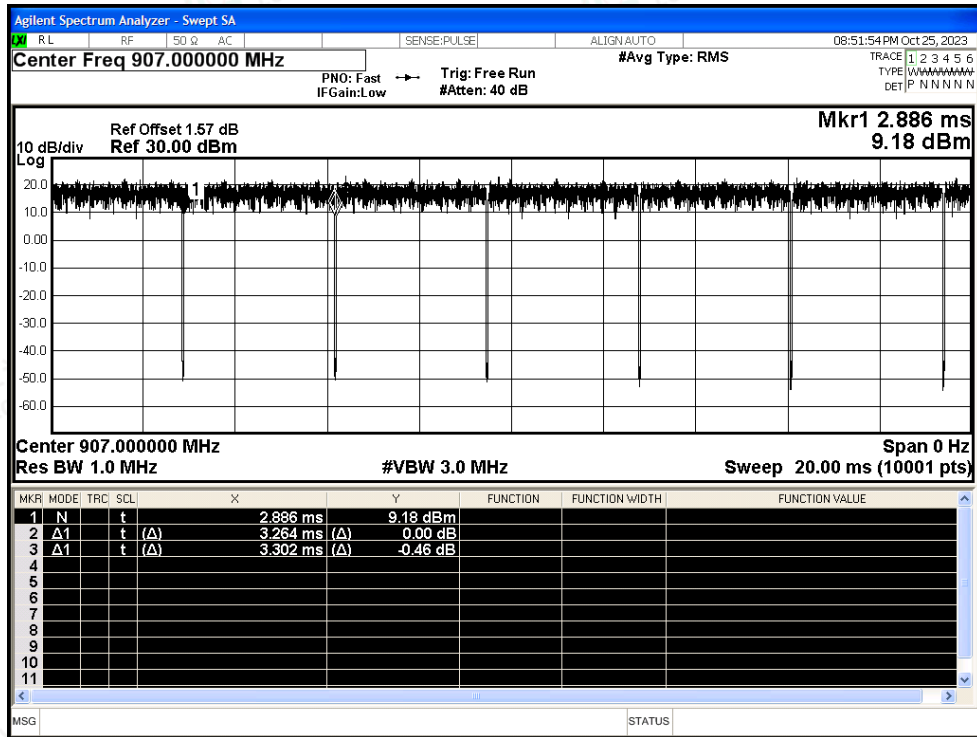 Agilent Spectrum Analyzer - Swept SA
LXI RL RF 50 Ω AC SENSE:PULSE ALIGN AUTO 08:51:54 PM Oct 25, 2023
Center Freq 907.000000 MHz #Avg Type: RMS TRACE 1 2 3 4 5 6
PNO: Fast Trig: Free Run TYPE
IFGain:Low #Atten: 40 dB DET P N N N N N
Mkr1 2.886 ms
Ref Offset 1.57 dB
10 dB/div Ref 30.00 dBm 9.18 dBm
Log
20.0
1
10.0
0.00
-10.0
-20.0
-30.0
-40.0
-50.0
-60.0
Center 907.000000 MHz Span 0 Hz
Res BW 1.0 MHz #VBW 3.0 MHz Sweep 20.00 ms (10001 pts)
MKR MODE TRC SCL X Y FUNCTION FUNCTION WIDTH FUNCTION VALUE
1 N t 2.886 ms 9.18 dBm
2 Δ1 t (Δ) 3.264 ms (Δ) 0.00 dB
3 Δ1 t (Δ) 3.302 ms (Δ) -0.46 dB
4
5
6
7
8
9
10
11
MSG STATUS